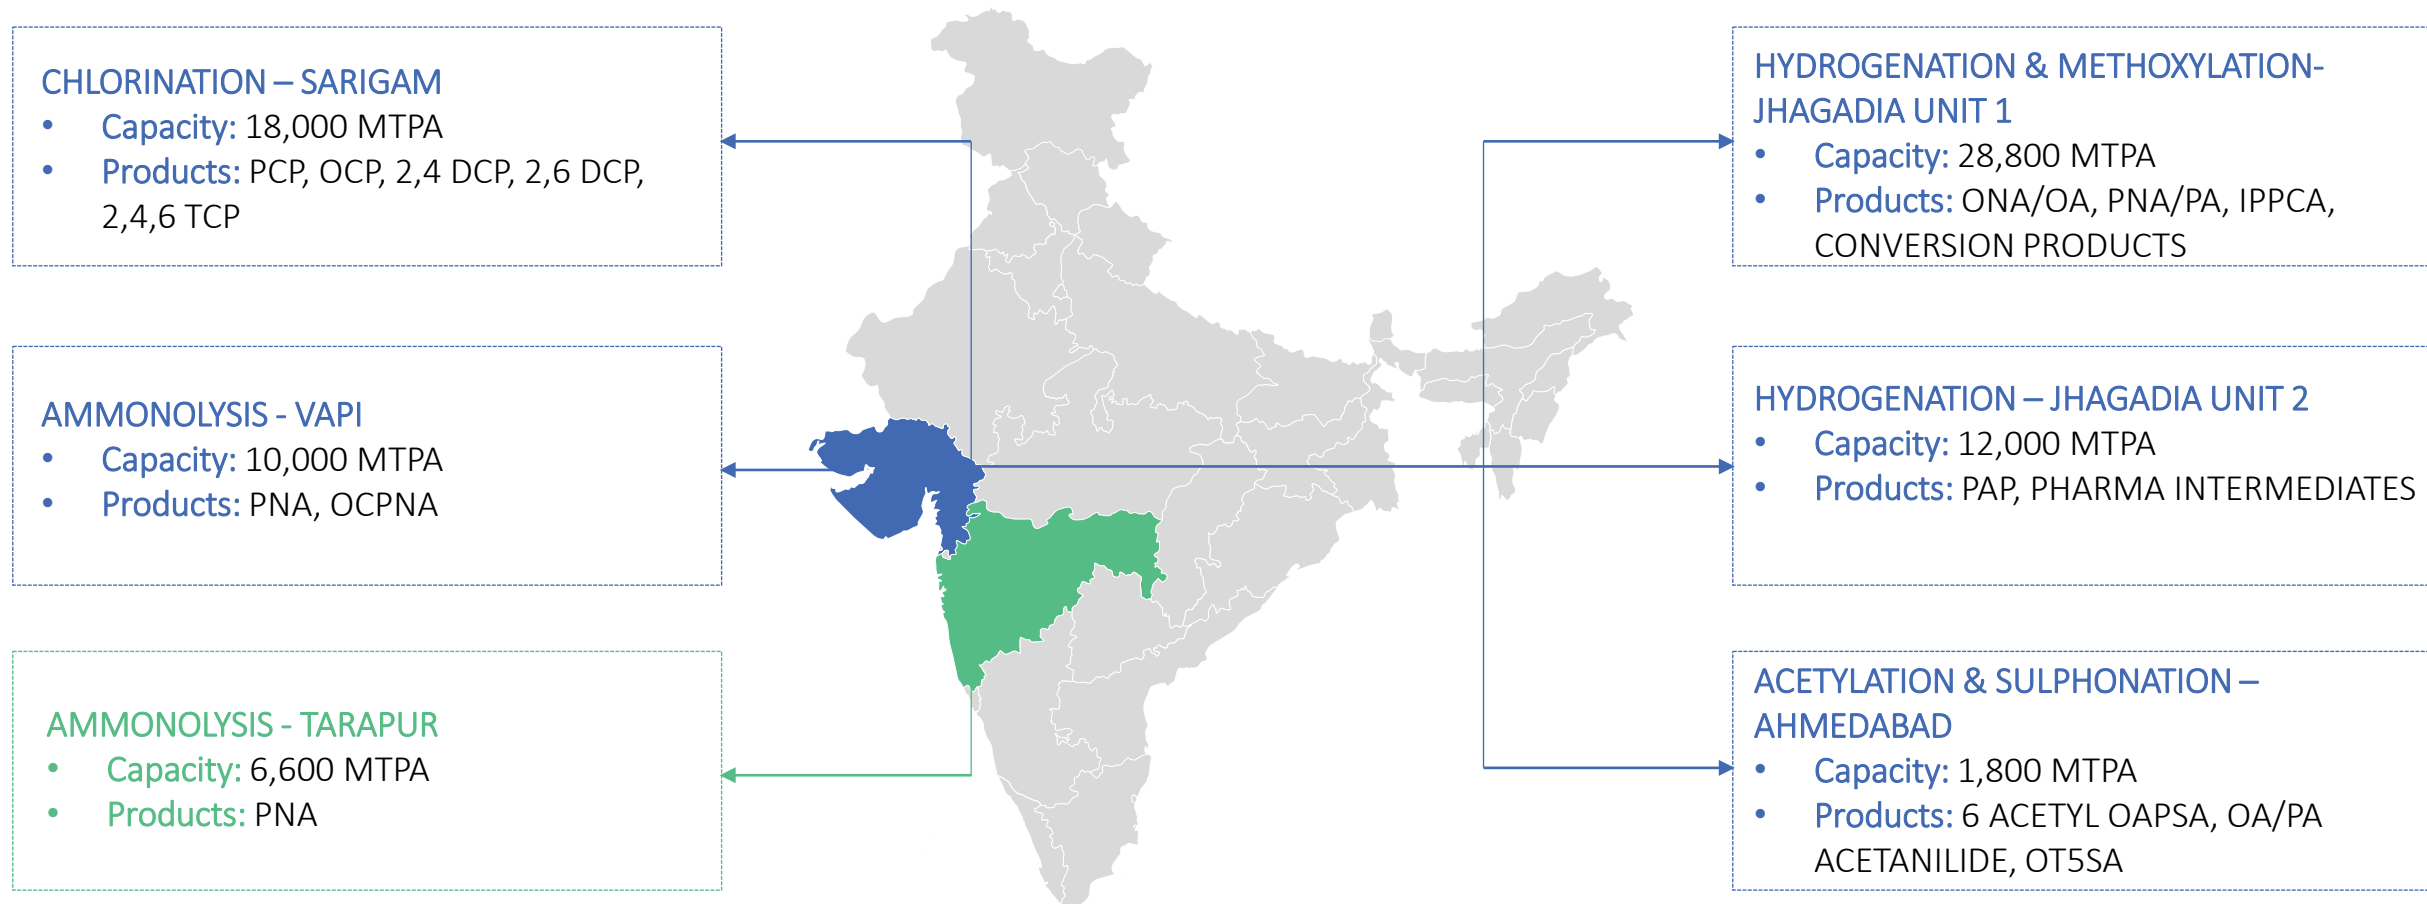 CHLORINATION – SARIGAM
• Capacity: 18,000 MTPA
• Products: PCP, OCP, 2,4 DCP, 2,6 DCP,
2,4,6 TCP
AMMONOLYSIS - VAPI
• Capacity: 10,000 MTPA
• Products: PNA, OCPNA
AMMONOLYSIS - TARAPUR
• Capacity: 6,600 MTPA
• Products: PNA
HYDROGENATION & METHOXYLATION-
JHAGADIA UNIT 1
• Capacity: 28,800 MTPA
• Products: ONA/OA, PNA/PA, IPPCA,
CONVERSION PRODUCTS
HYDROGENATION – JHAGADIA UNIT 2
• Capacity: 12,000 MTPA
• Products: PAP, PHARMA INTERMEDIATES
ACETYLATION & SULPHONATION –
AHMEDABAD
• Capacity: 1,800 MTPA
• Products: 6 ACETYL OAPSA, OA/PA
ACETANILIDE, OT5SA